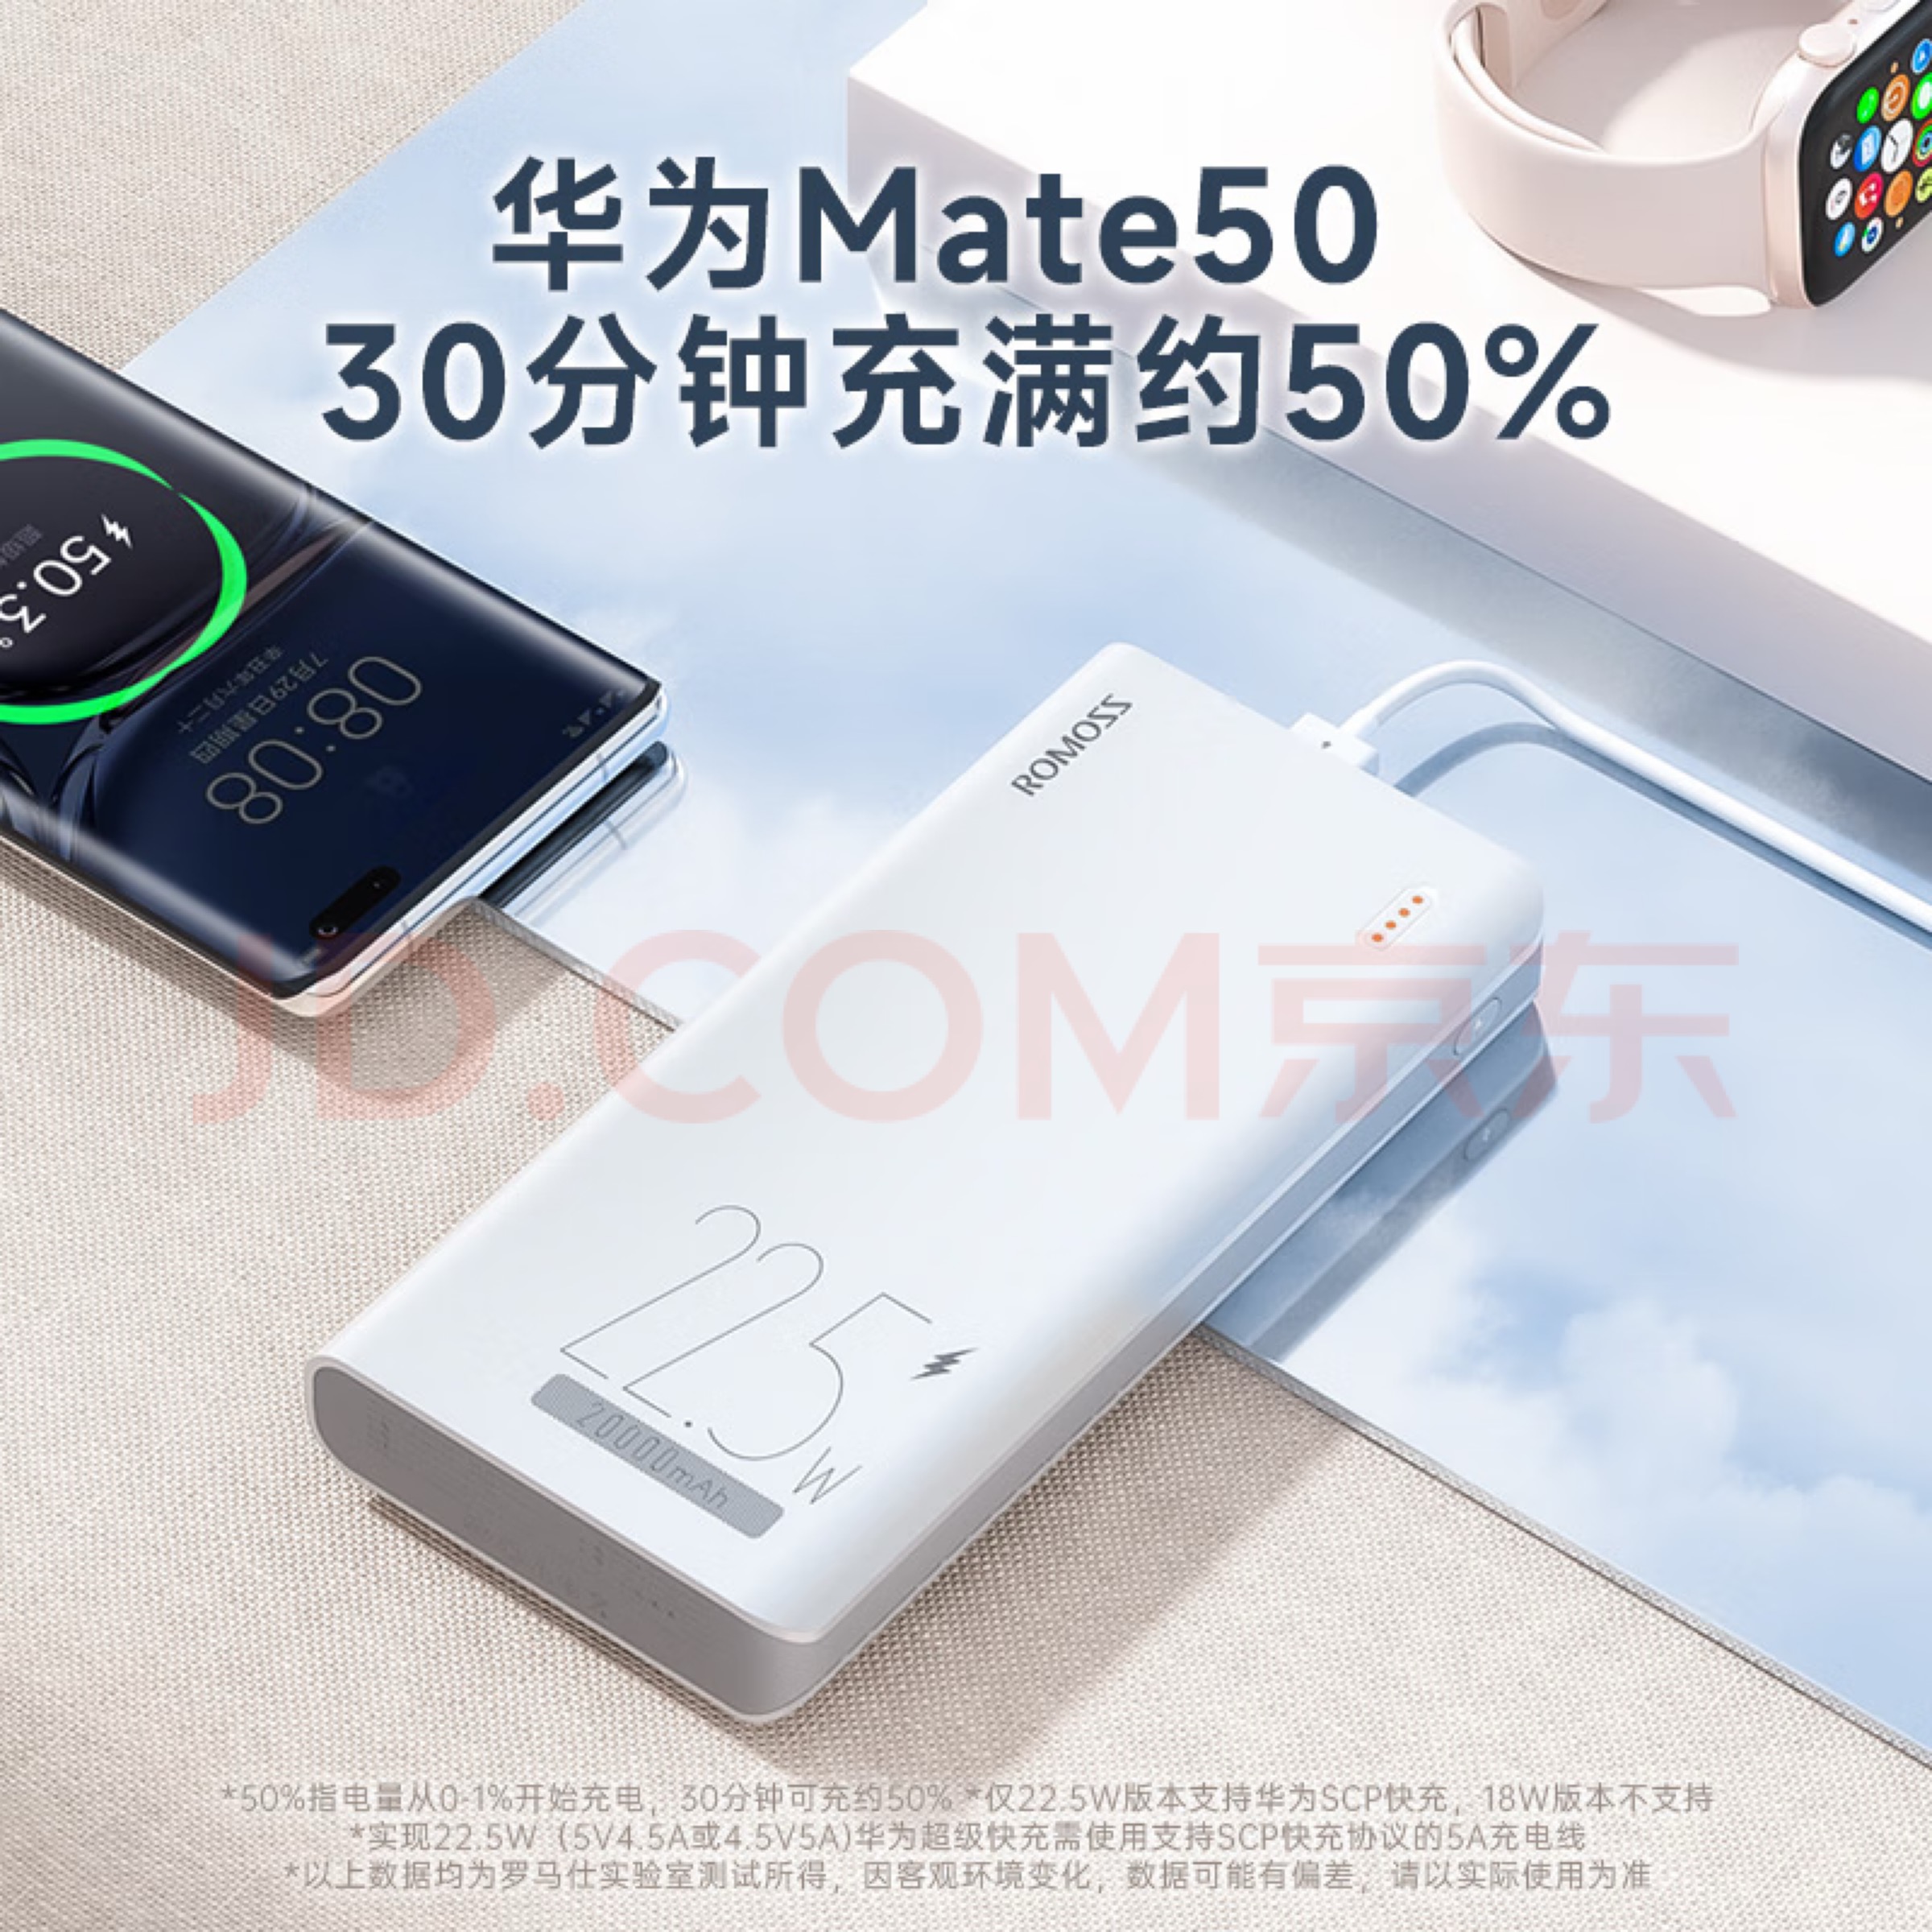 华为Mate50
30分钟充满约50%
50.3
7月29日星期四
08:08
ROMOSS
JD.COM京东
22.5W
20000mAh
*50%指电量从0-1%开始充电，30分钟可充约50% *仅22.5W版本支持华为SCP快充，18W版本不支持
*实现22.5W（5V4.5A或4.5V5A)华为超级快充需使用支持SCP快充协议的5A充电线
*以上数据均为罗马仕实验室测试所得，因客观环境变化，数据可能有偏差，请以实际使用为准